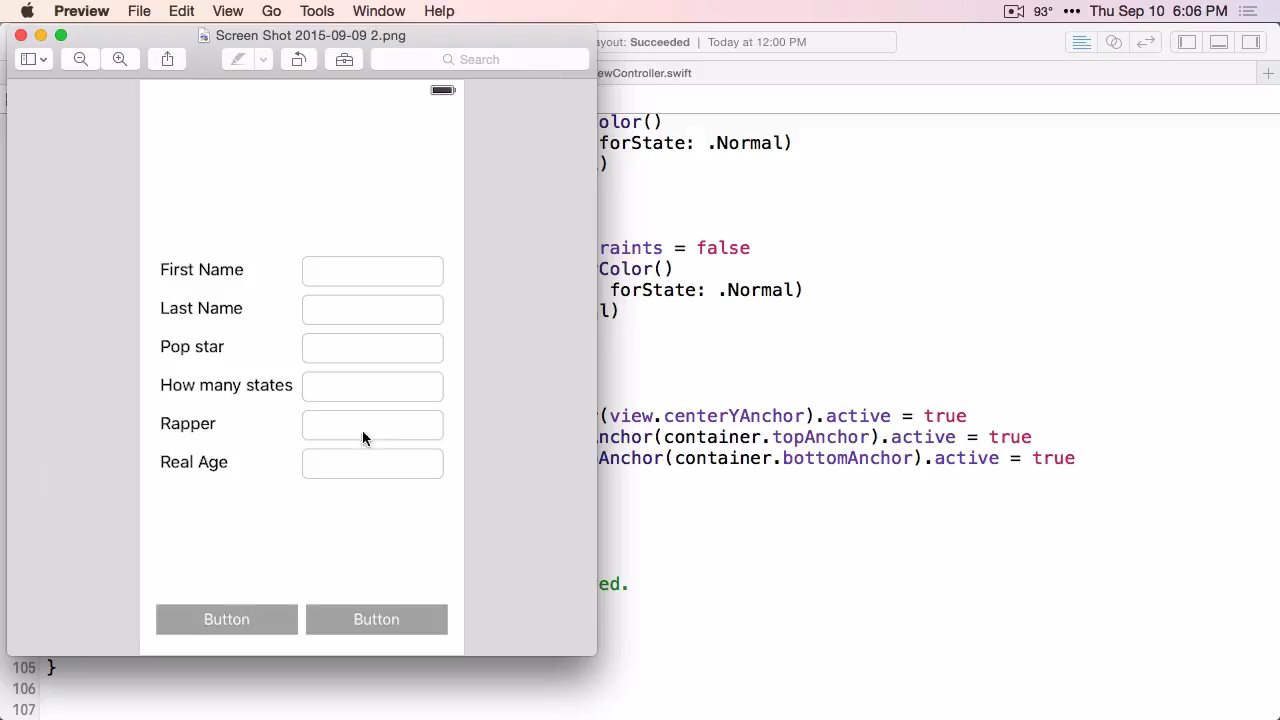 Preview File Edit View Go Tools Window Help 93° ••• Thu Sep 10 6:06 PM
Screen Shot 2015-09-09 2.png
ayout: Succeeded | Today at 12:00 PM
Search
ewController.swift
olor()
forState: .Normal)
)
raints = false
Color()
forState: .Normal)
l)
First Name
Last Name
Pop star
How many states
Rapper
Real Age
(view.centerYAnchor).active = true
Anchor(container.topAnchor).active = true
Anchor(container.bottomAnchor).active = true
ed.
Button Button
105 }
106
107